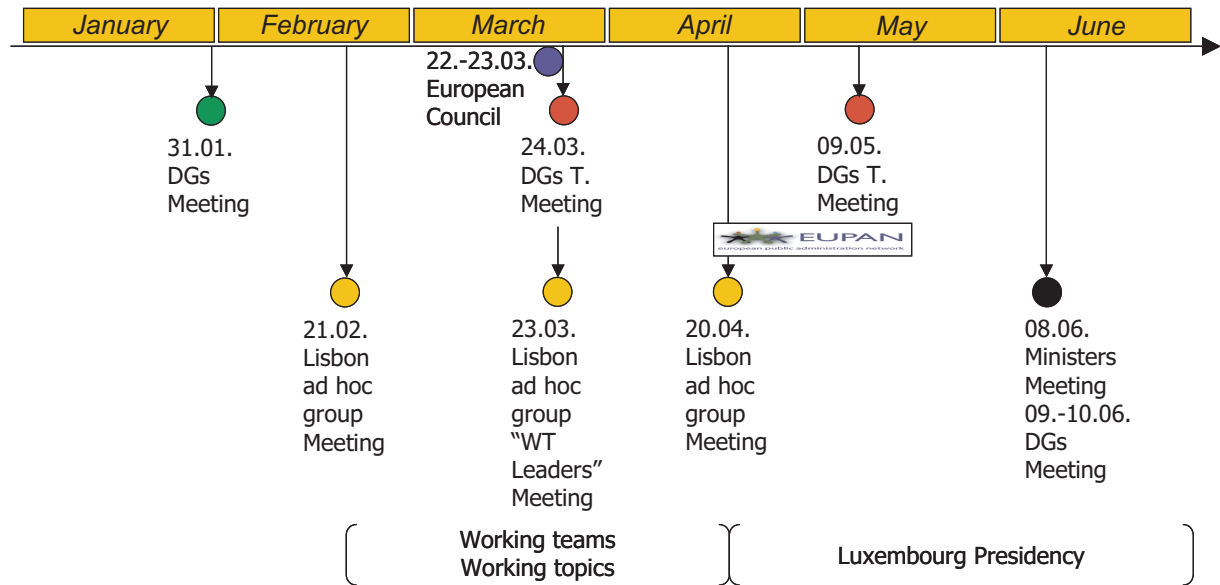 January
February
March
April
May
June
22.-23.03.
European
Council
31.01.
DGs
Meeting
24.03.
DGs T.
Meeting
09.05.
DGs T.
Meeting
EUPAN
european public administration network
21.02.
Lisbon
ad hoc
group
Meeting
23.03.
Lisbon
ad hoc
group
“WT
Leaders”
Meeting
20.04.
Lisbon
ad hoc
group
Meeting
08.06.
Ministers
Meeting
09.-10.06.
DGs
Meeting
Working teams
Working topics
Luxembourg Presidency